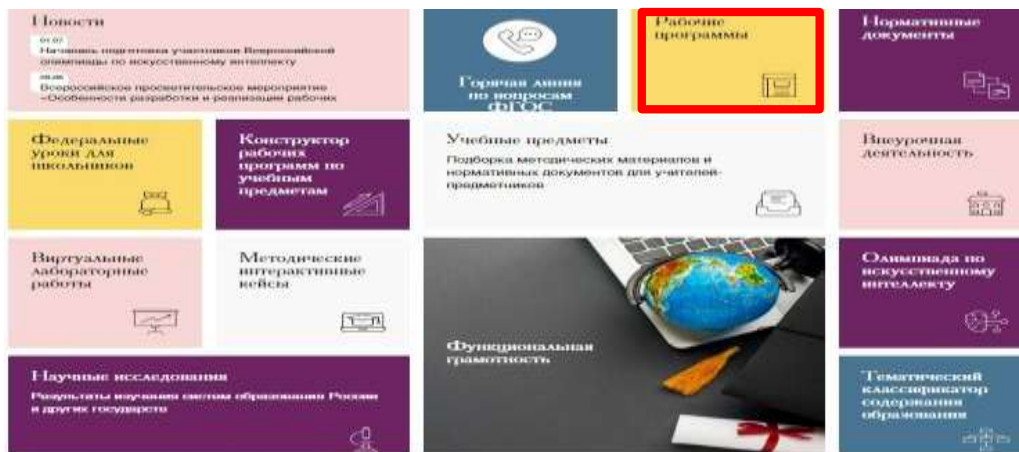 Новости
01.07
Началась подготовка участников Всероссийской
олимпиады по искусственному интеллекту
Всероссийское просветительское мероприятие
«Особенности разработки и реализации рабочих
Горячая линия
по вопросам
ФГОС
Рабочие
программы
Нормативные
документы
Федеральные
уроки для
школьников
Конструктор
рабочих
программ по
учебным
предметам
Учебные предметы
Подборка методических материалов и
нормативных документов для учителей-
предметников
Внеурочная
деятельность
Виртуальные
лабораторные
работы
Методические
интерактивные
кейсы
Функциональная
грамотность
Олимпиада по
искусственному
интеллекту
Научные исследования
Результаты изучения систем образования России
и других государств
Тематический
классификатор
содержания
образования